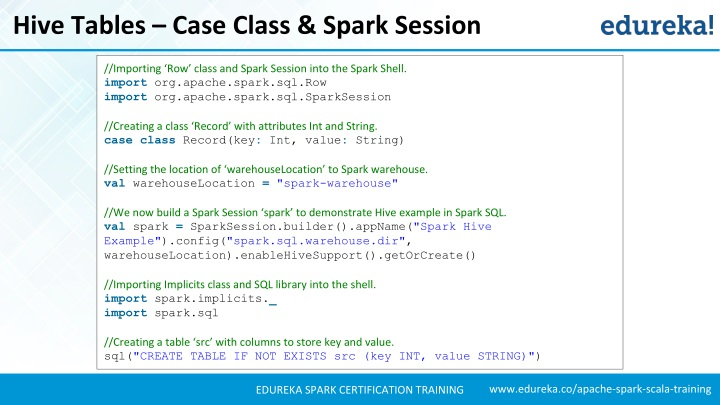 Hive Tables – Case Class & Spark Session
edureka!
//Importing ‘Row’ class and Spark Session into the Spark Shell.
import org.apache.spark.sql.Row
import org.apache.spark.sql.SparkSession
//Creating a class ‘Record’ with attributes Int and String.
case class Record(key: Int, value: String)
//Setting the location of ‘warehouseLocation’ to Spark warehouse.
val warehouseLocation = "spark-warehouse"
//We now build a Spark Session ‘spark’ to demonstrate Hive example in Spark SQL.
val spark = SparkSession.builder().appName("Spark Hive
Example").config("spark.sql.warehouse.dir",
warehouseLocation).enableHiveSupport().getOrCreate()
//Importing Implicits class and SQL library into the shell.
import spark.implicits._
import spark.sql
//Creating a table ‘src’ with columns to store key and value.
sql("CREATE TABLE IF NOT EXISTS src (key INT, value STRING)")
EDUREKA SPARK CERTIFICATION TRAINING
www.edureka.co/apache-spark-scala-training